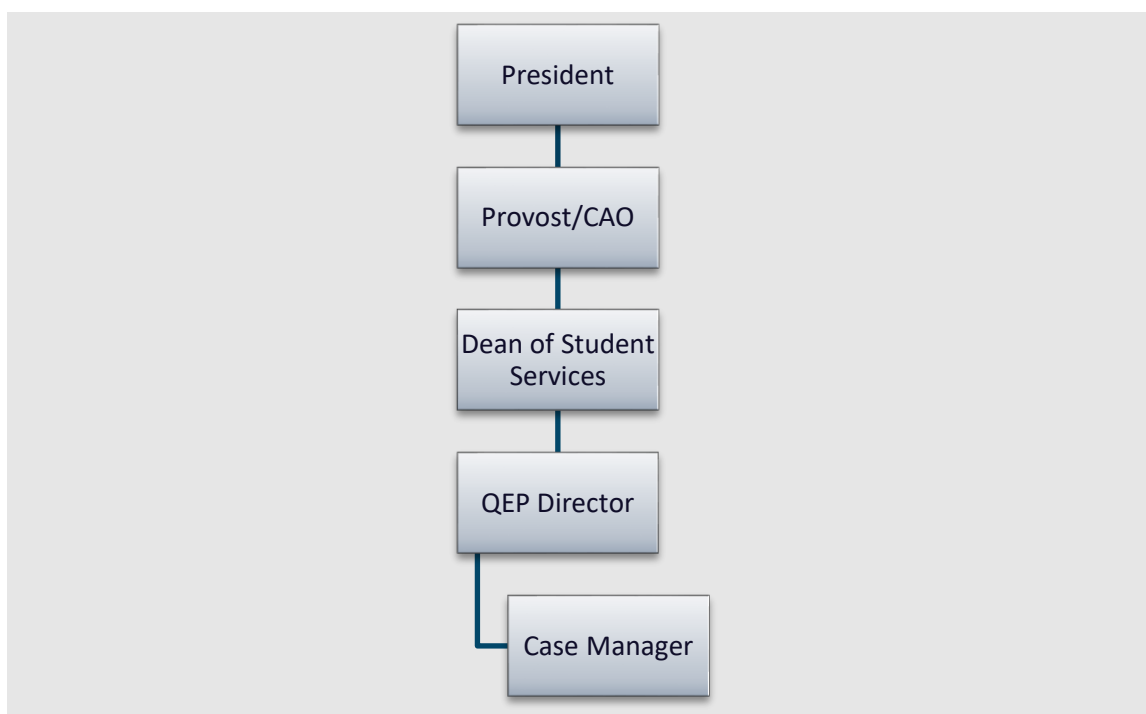 President
Provost/CAO
Dean of Student
Services
QEP Director
Case Manager